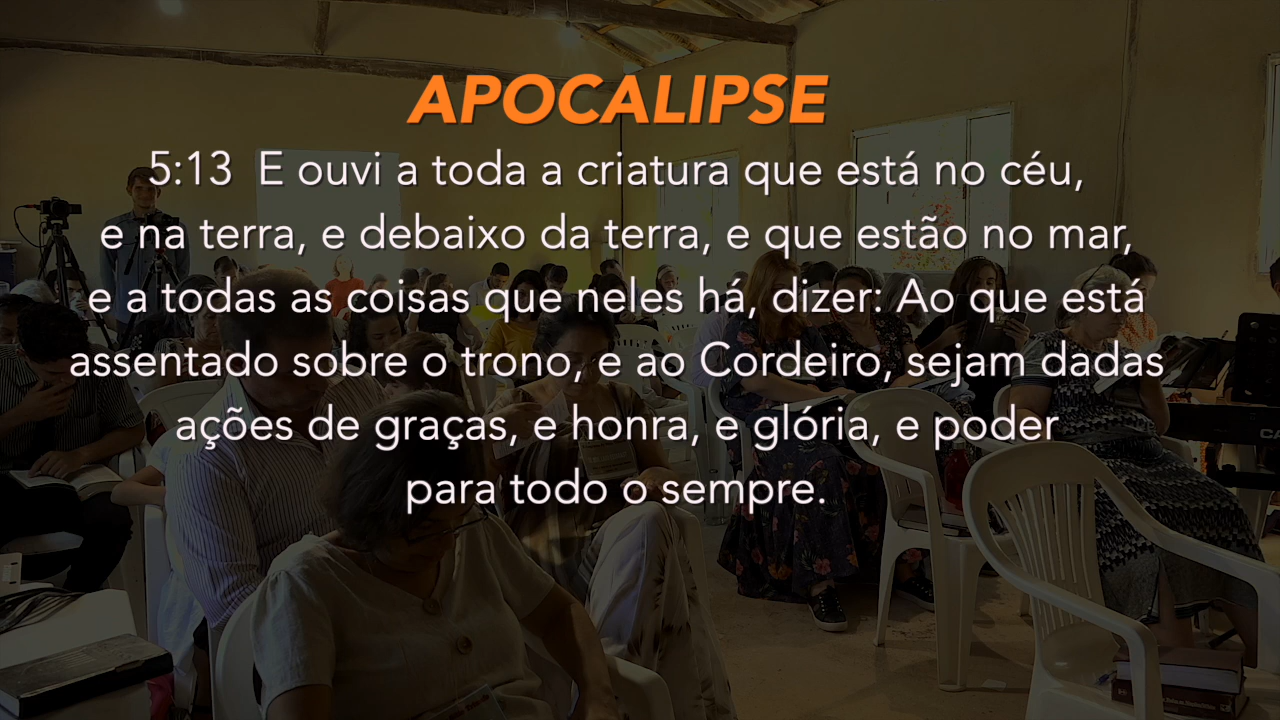 APOCALIPSE
5:13 E ouvi a toda a criatura que está no céu,
e na terra, e debaixo da terra, e que estão no mar,
e a todas as coisas que neles há, dizer: Ao que está
assentado sobre o trono, e ao Cordeiro, sejam dadas
ações de graças, e honra, e glória, e poder
para todo o sempre.